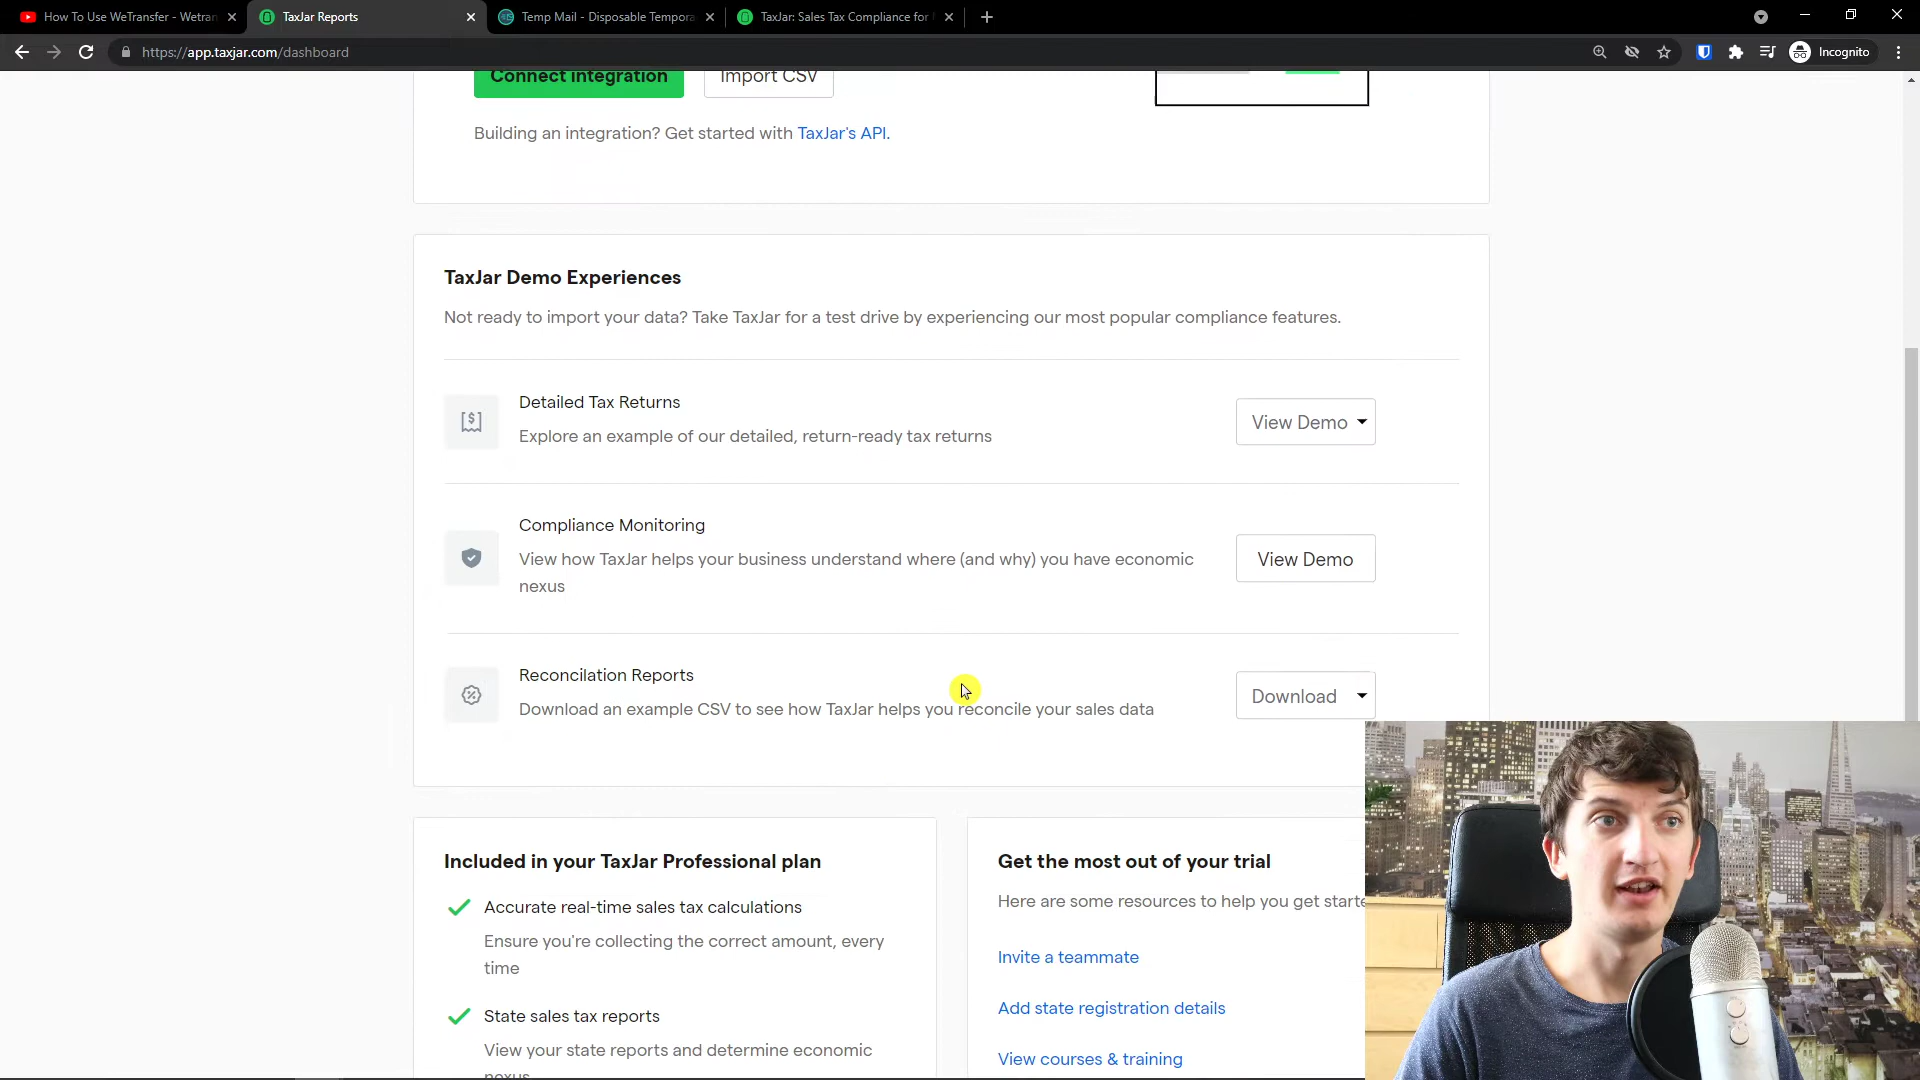 How To Use WeTransfer - Wetran
TaxJar Reports
Temp Mail - Disposable Tempora
TaxJar: Sales Tax Compliance for
https://app.taxjar.com/dashboard
Incognito
Connect integration
Import CSV
Building an integration? Get started with TaxJar's API.
TaxJar Demo Experiences
Not ready to import your data? Take TaxJar for a test drive by experiencing our most popular compliance features.
Detailed Tax Returns
Explore an example of our detailed, return-ready tax returns
View Demo
Compliance Monitoring
View how TaxJar helps your business understand where (and why) you have economic
nexus
View Demo
Reconcilation Reports
Download an example CSV to see how TaxJar helps you reconcile your sales data
Download
Included in your TaxJar Professional plan
Accurate real-time sales tax calculations
Ensure you're collecting the correct amount, every
time
State sales tax reports
View your state reports and determine economic
nexus
Get the most out of your trial
Here are some resources to help you get starte
Invite a teammate
Add state registration details
View courses & training